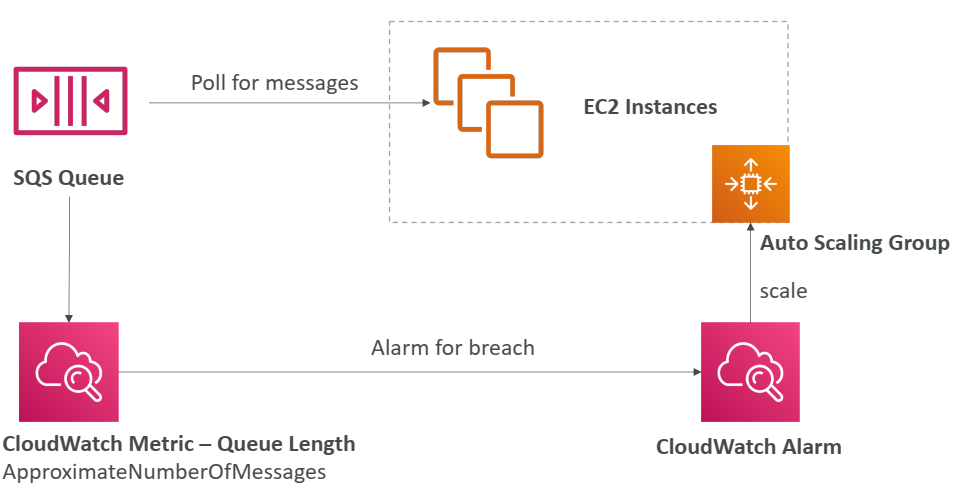 Poll for messages
EC2 Instances
SQS Queue
Auto Scaling Group
scale
Alarm for breach
CloudWatch Metric – Queue Length
ApproximateNumberOfMessages
CloudWatch Alarm